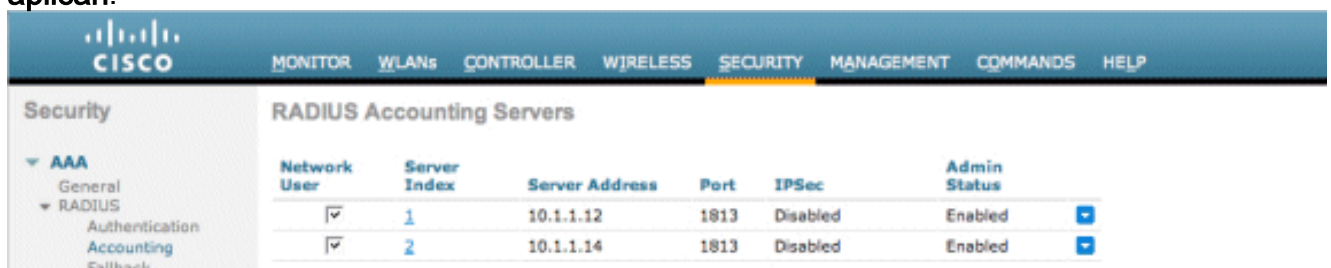 aplican:
CISCO
MONITOR WLANs CONTROLLER WIRELESS SECURITY MANAGEMENT COMMANDS HELP
Security
AAA
General
RADIUS
Authentication
Accounting
Fallback
RADIUS Accounting Servers
Network User Server Index Server Address Port IPSec Admin Status
1 10.1.1.12 1813 Disabled Enabled
2 10.1.1.14 1813 Disabled Enabled